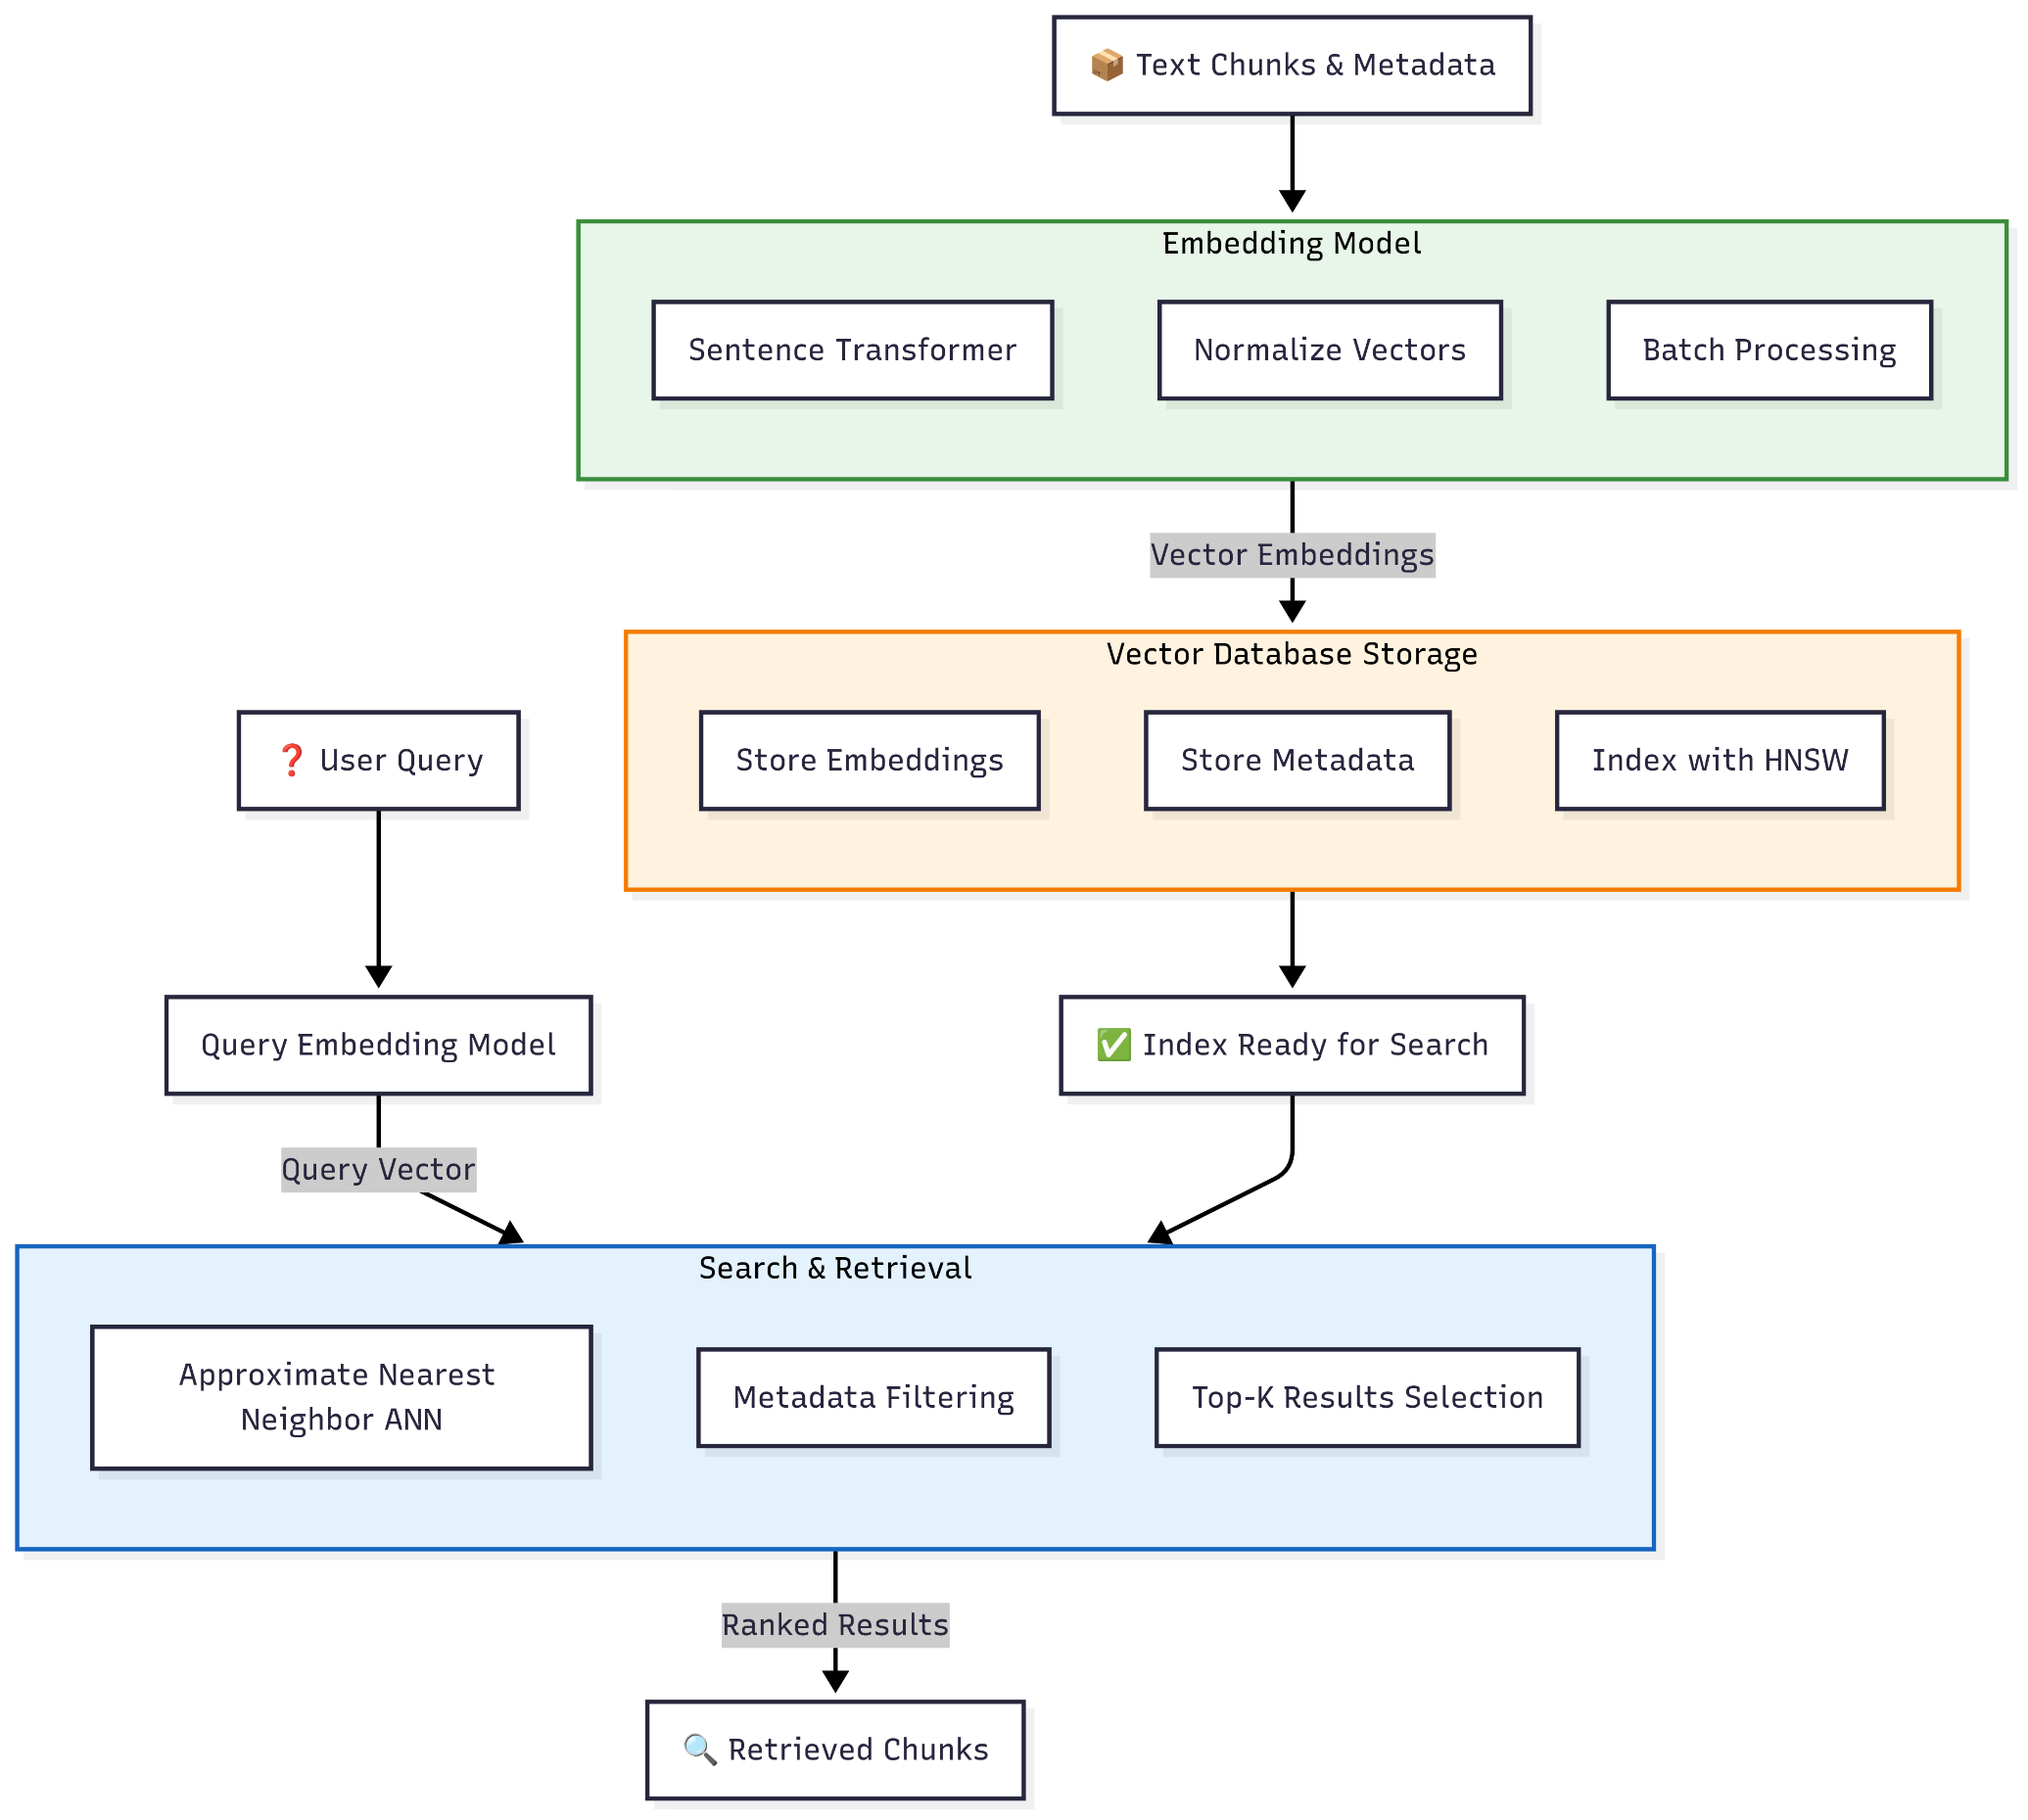 📦 Text Chunks & Metadata
Embedding Model
Sentence Transformer
Normalize Vectors
Batch Processing
Vector Embeddings
Vector Database Storage
Store Embeddings
Store Metadata
Index with HNSW
❓ User Query
Query Embedding Model
✅ Index Ready for Search
Query Vector
Search & Retrieval
Approximate Nearest
Neighbor ANN
Metadata Filtering
Top-K Results Selection
Ranked Results
🔍 Retrieved Chunks